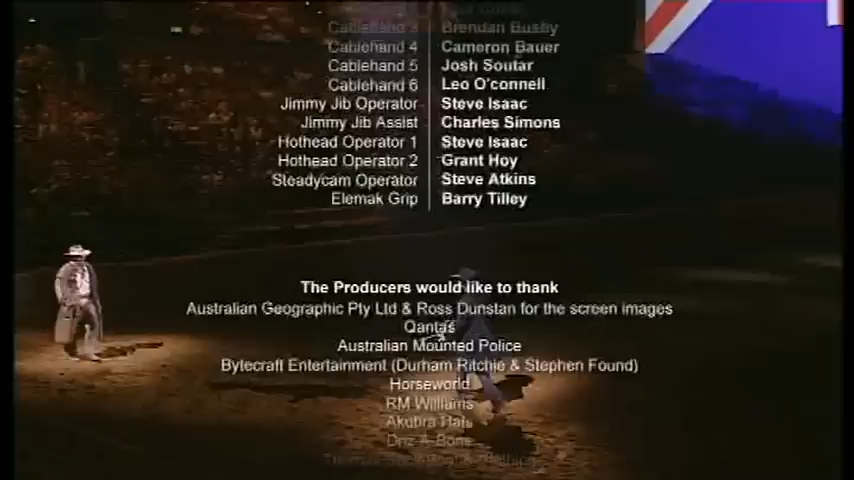 Cablehand 3 Brendan Busby
Cablehand 4 Cameron Bauer
Cablehand 5 Josh Soutar
Cablehand 6 Leo O'connell
Jimmy Jib Operator Steve Isaac
Jimmy Jib Assist Charles Simons
Hothead Operator 1 Steve Isaac
Hothead Operator 2 Grant Hoy
Steadycam Operator Steve Atkins
Elemak Grip Barry Tilley
The Producers would like to thank
Australian Geographic Pty Ltd & Ross Dunstan for the screen images
Qantas
Australian Mounted Police
Bytecraft Entertainment (Durham Ritchie & Stephen Found)
Horseworld
RM Williams
Akubra Hats
Driz-A-Bone